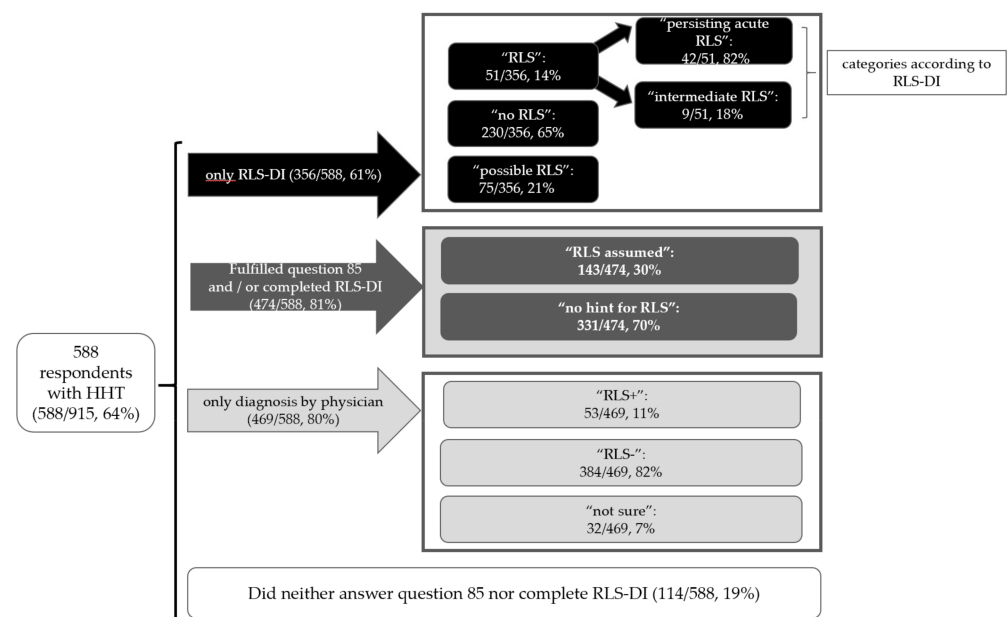 588
respondents
with HHT
(588/915, 64%)
only RLS-DI (356/588, 61%)
“RLS”:
51/356, 14%
“no RLS”:
230/356, 65%
“possible RLS”:
75/356, 21%
“persisting acute
RLS”:
42/51, 82%
“intermediate RLS”:
9/51, 18%
categories according to
RLS-DI
Fulfilled question 85
and / or completed RLS-DI
(474/588, 81%)
“RLS assumed”:
143/474, 30%
“no hint for RLS”:
331/474, 70%
only diagnosis by physician
(469/588, 80%)
“RLS+”:
53/469, 11%
“RLS-”:
384/469, 82%
“not sure”:
32/469, 7%
Did neither answer question 85 nor complete RLS-DI (114/588, 19%)